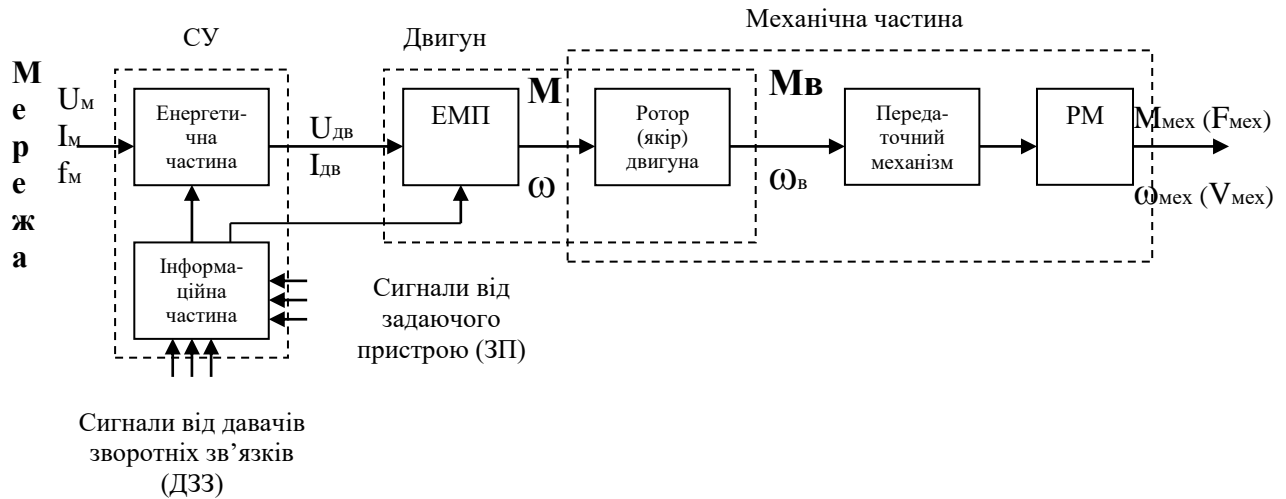 Механічна частина
СУ
Двигун
М
е
р
е
ж
а
Uм
Iм
fм
Енергети-
чна
частина
Uдв
Iдв
ЕМП
М
ω
Ротор
(якір)
двигуна
Мв
ωв
Переда-
точний
механізм
РМ
Ммех (Fмех)
ωмех (Vмех)
Інформа-
ційна
частина
Сигнали від
задаючого
пристрою (ЗП)
Сигнали від давачів
зворотніх зв’язків
(ДЗЗ)